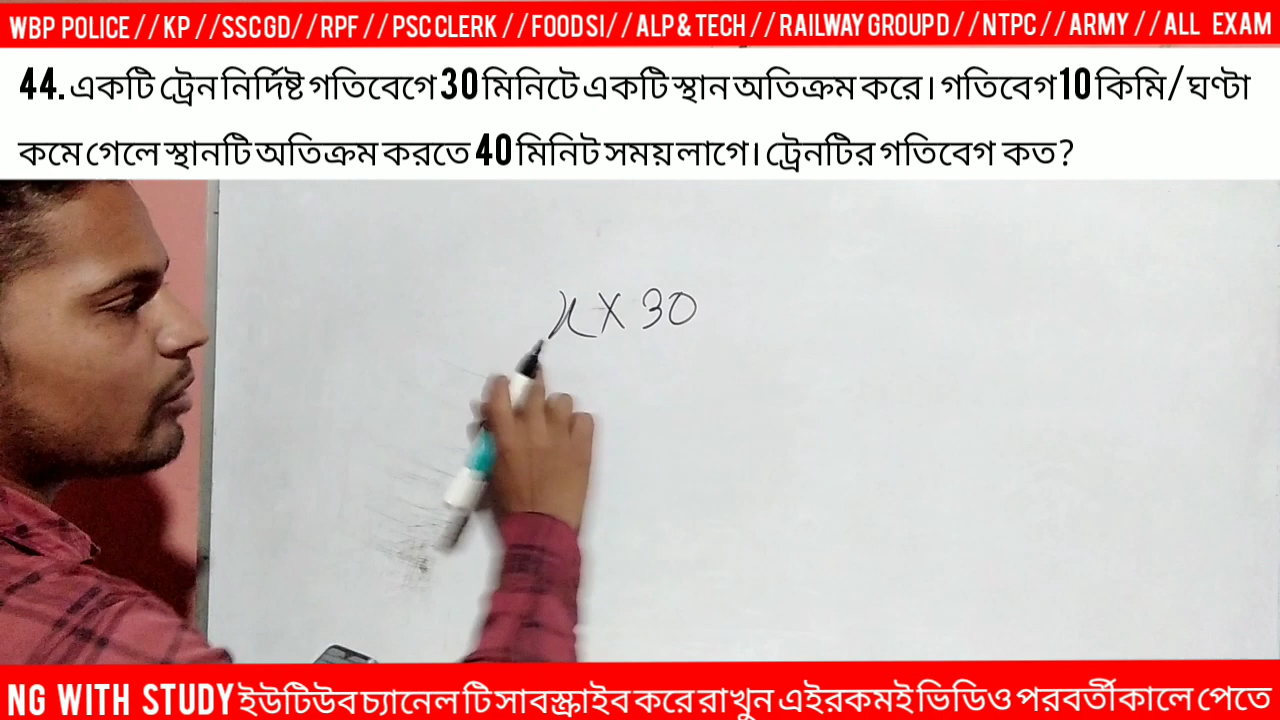 WBP POLICE // KP // SSC GD // RPF // PSC CLERK // FOOD SI // ALP & TECH // RAILWAY GROUP D // NTPC // ARMY // ALL EXAM
44. একটি ট্রেন নির্দিষ্ট গতিবেগে 30 মিনিটে একটি স্থান অতিক্রম করে। গতিবেগ 10 কিমি/ ঘণ্টা
কমে গেলে স্থানটি অতিক্রম করতে 40 মিনিট সময় লাগে। ট্রেনটির গতিবেগ কত?
x × 30
NG WITH STUDY ইউটিউব চ্যানেল টি সাবস্ক্রাইব করে রাখুন এইরকমই ভিডিও পরবর্তীকালে পেতে